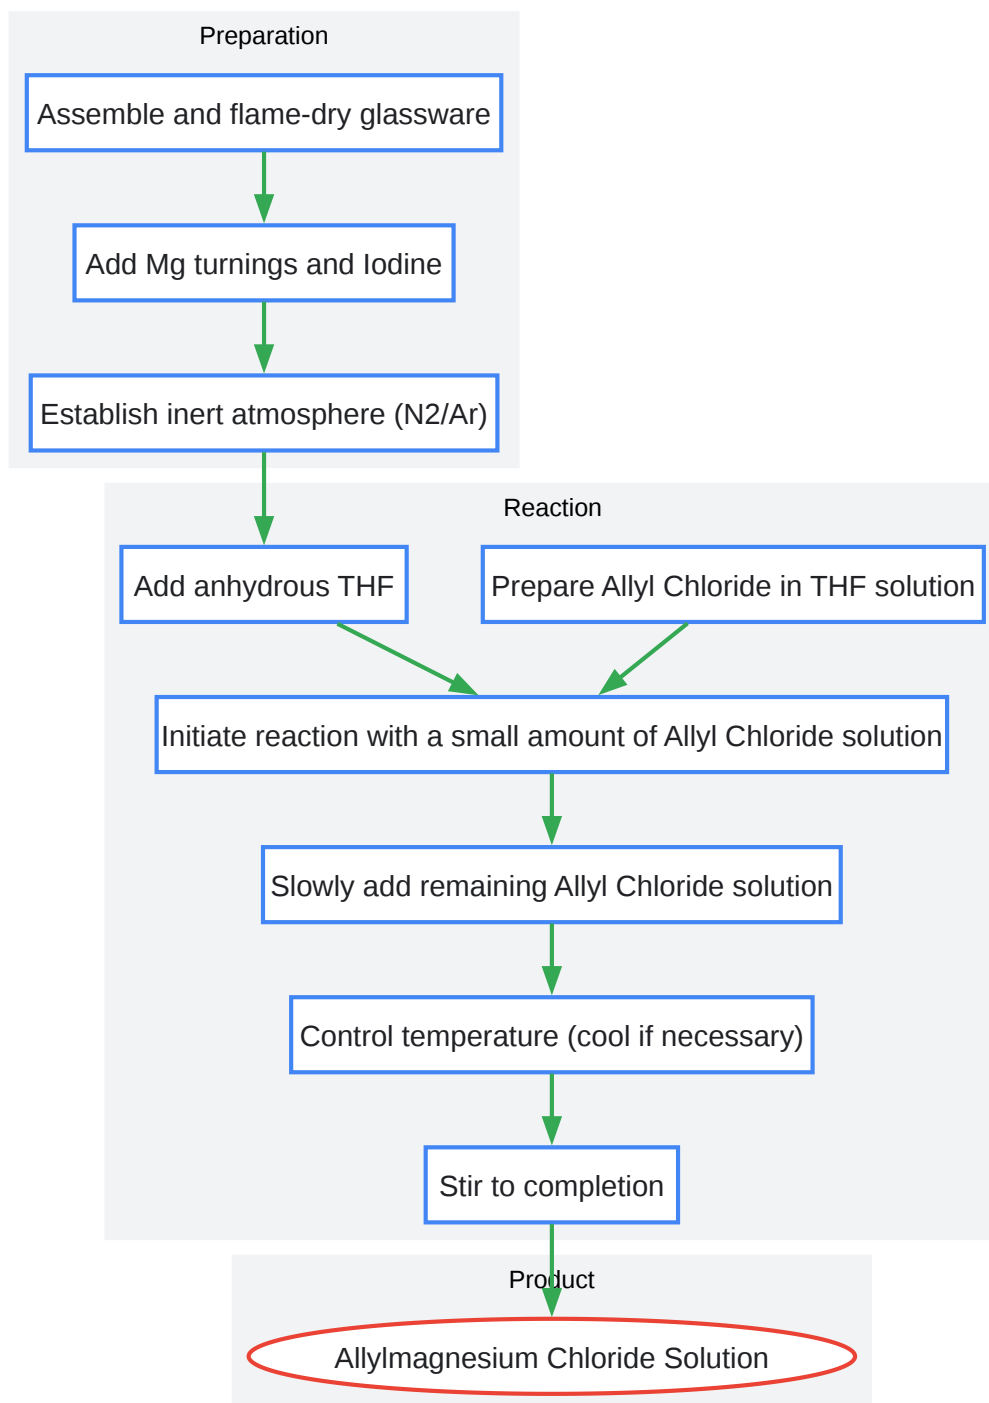 Preparation
Assemble and flame-dry glassware
Add Mg turnings and Iodine
Establish inert atmosphere (N2/Ar)
Reaction
Add anhydrous THF
Prepare Allyl Chloride in THF solution
Initiate reaction with a small amount of Allyl Chloride solution
Slowly add remaining Allyl Chloride solution
Control temperature (cool if necessary)
Stir to completion
Product
Allylmagnesium Chloride Solution